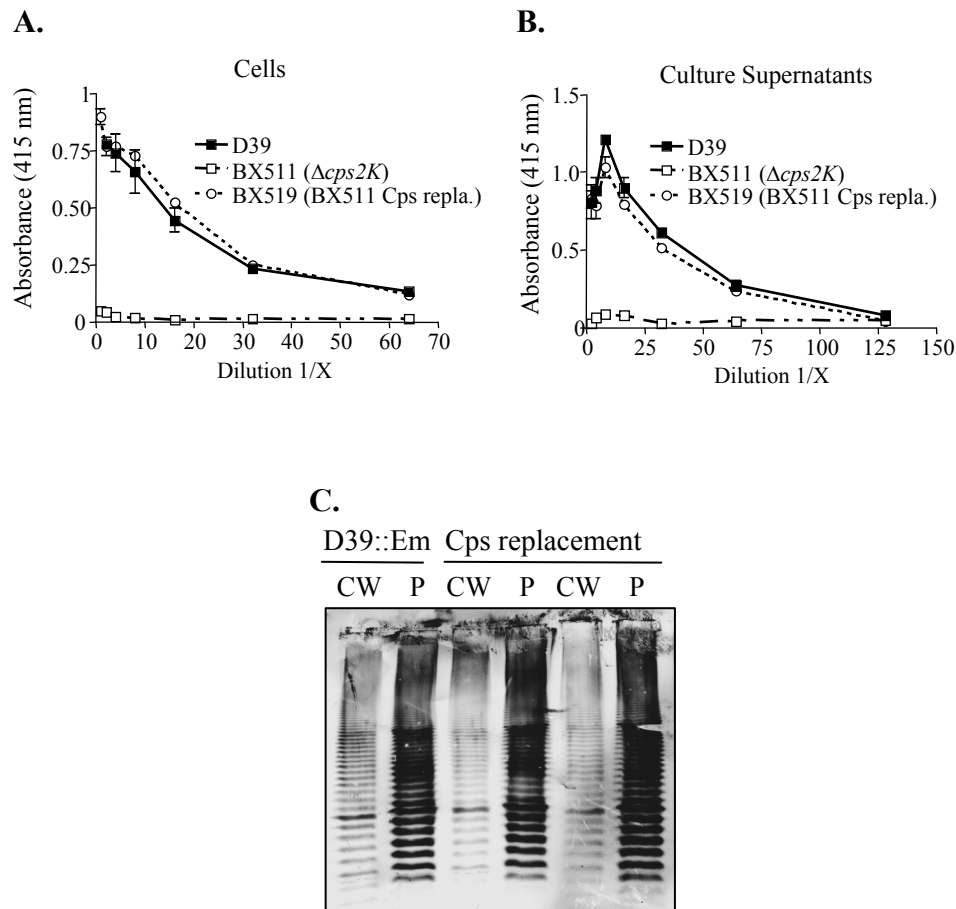 A.
Cells
Absorbance (415 nm)
1
0.75
0.50
0.25
0
D39
BX511 (Δcps2K)
BX519 (BX511 Cps repla.)
0 10 20 30 40 50 60 70
Dilution 1/X
B.
Culture Supernatants
Absorbance (415 nm)
1.5
1.0
0.5
0
D39
BX511 (Δcps2K)
BX519 (BX511 Cps repla.)
0 25 50 75 100 125 150
Dilution 1/X
C.
D39::Em Cps replacement
CW P CW P CW P